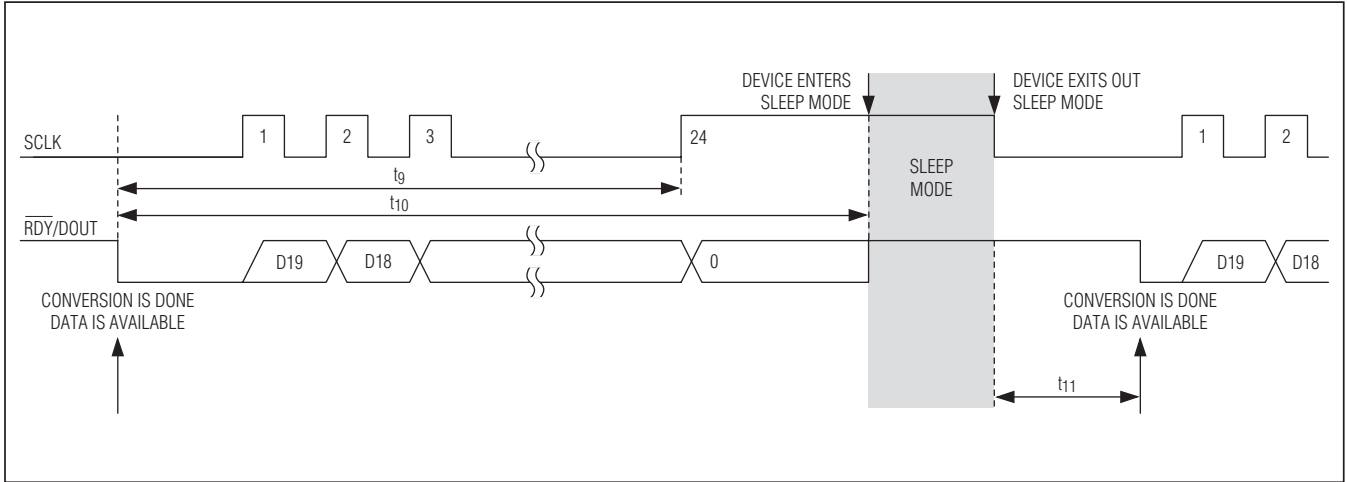 DEVICE ENTERS
SLEEP MODE
DEVICE EXITS OUT
SLEEP MODE
SCLK
1
2
3
24
1
2
SLEEP
MODE
t9
t10
RDY/DOUT
D19
D18
0
D19
D18
CONVERSION IS DONE
DATA IS AVAILABLE
CONVERSION IS DONE
DATA IS AVAILABLE
t11